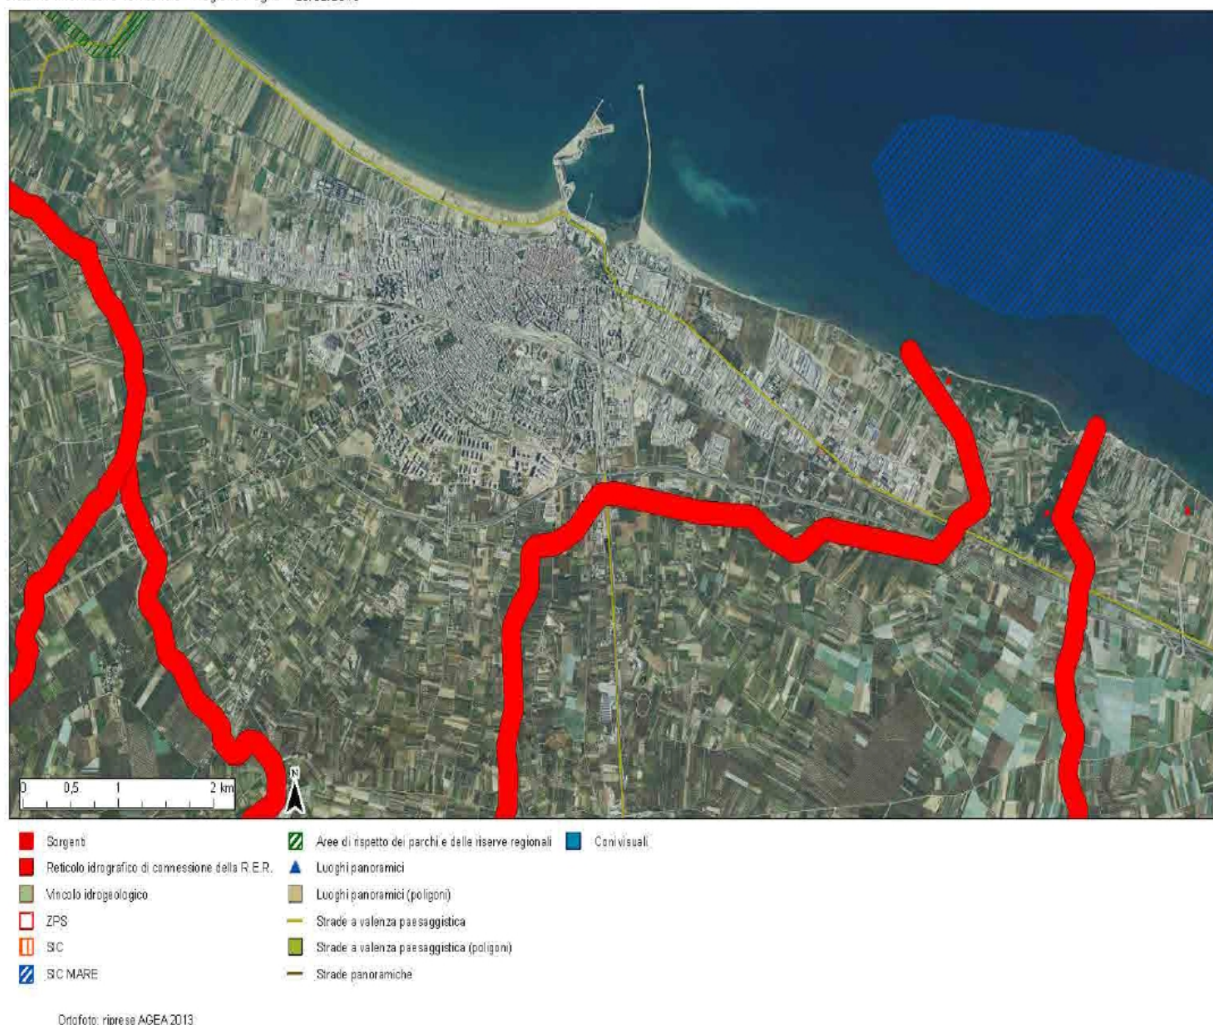 0 0,5 1 2 km
N
Sorgenti
Reticolo idrografico di connessione della R.E.R.
Vincolo idrogeologico
ZPS
SIC
SIC MARE
Aree di rispetto dei parchi e delle riserve regionali
Luoghi panoramici
Luoghi panoramici (poligoni)
Strade a valenza paesaggistica
Strade a valenza paesaggistica (poligoni)
Strade panoramiche
Coni visuali
Ortofoto: riprese AGEA 2013